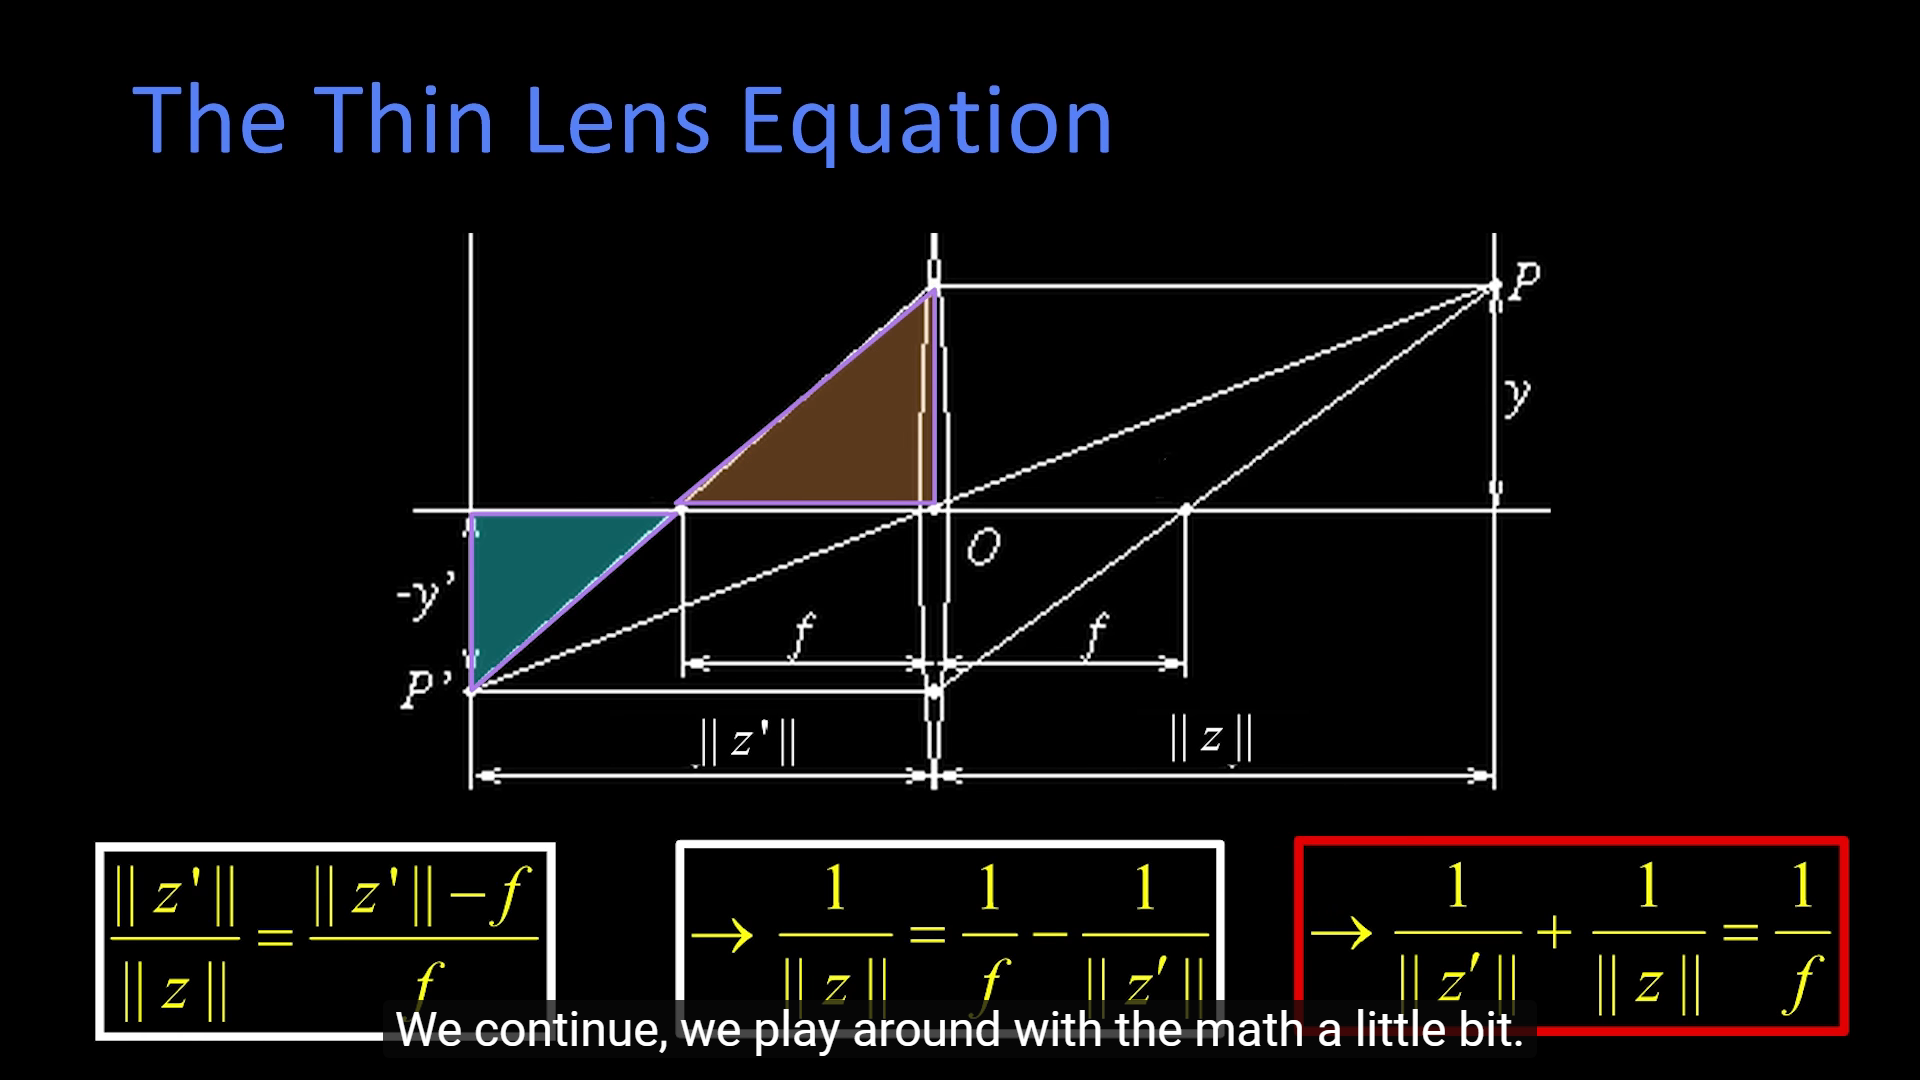 The Thin Lens Equation
P
y
O
-y'
f
f
P'
|| z' ||
|| z ||
|| z' || / || z || = || z' || − f / f
→ 1 / || z || = 1 / f − 1 / || z' ||
→ 1 / || z' || + 1 / || z || = 1 / f
We continue, we play around with the math a little bit.